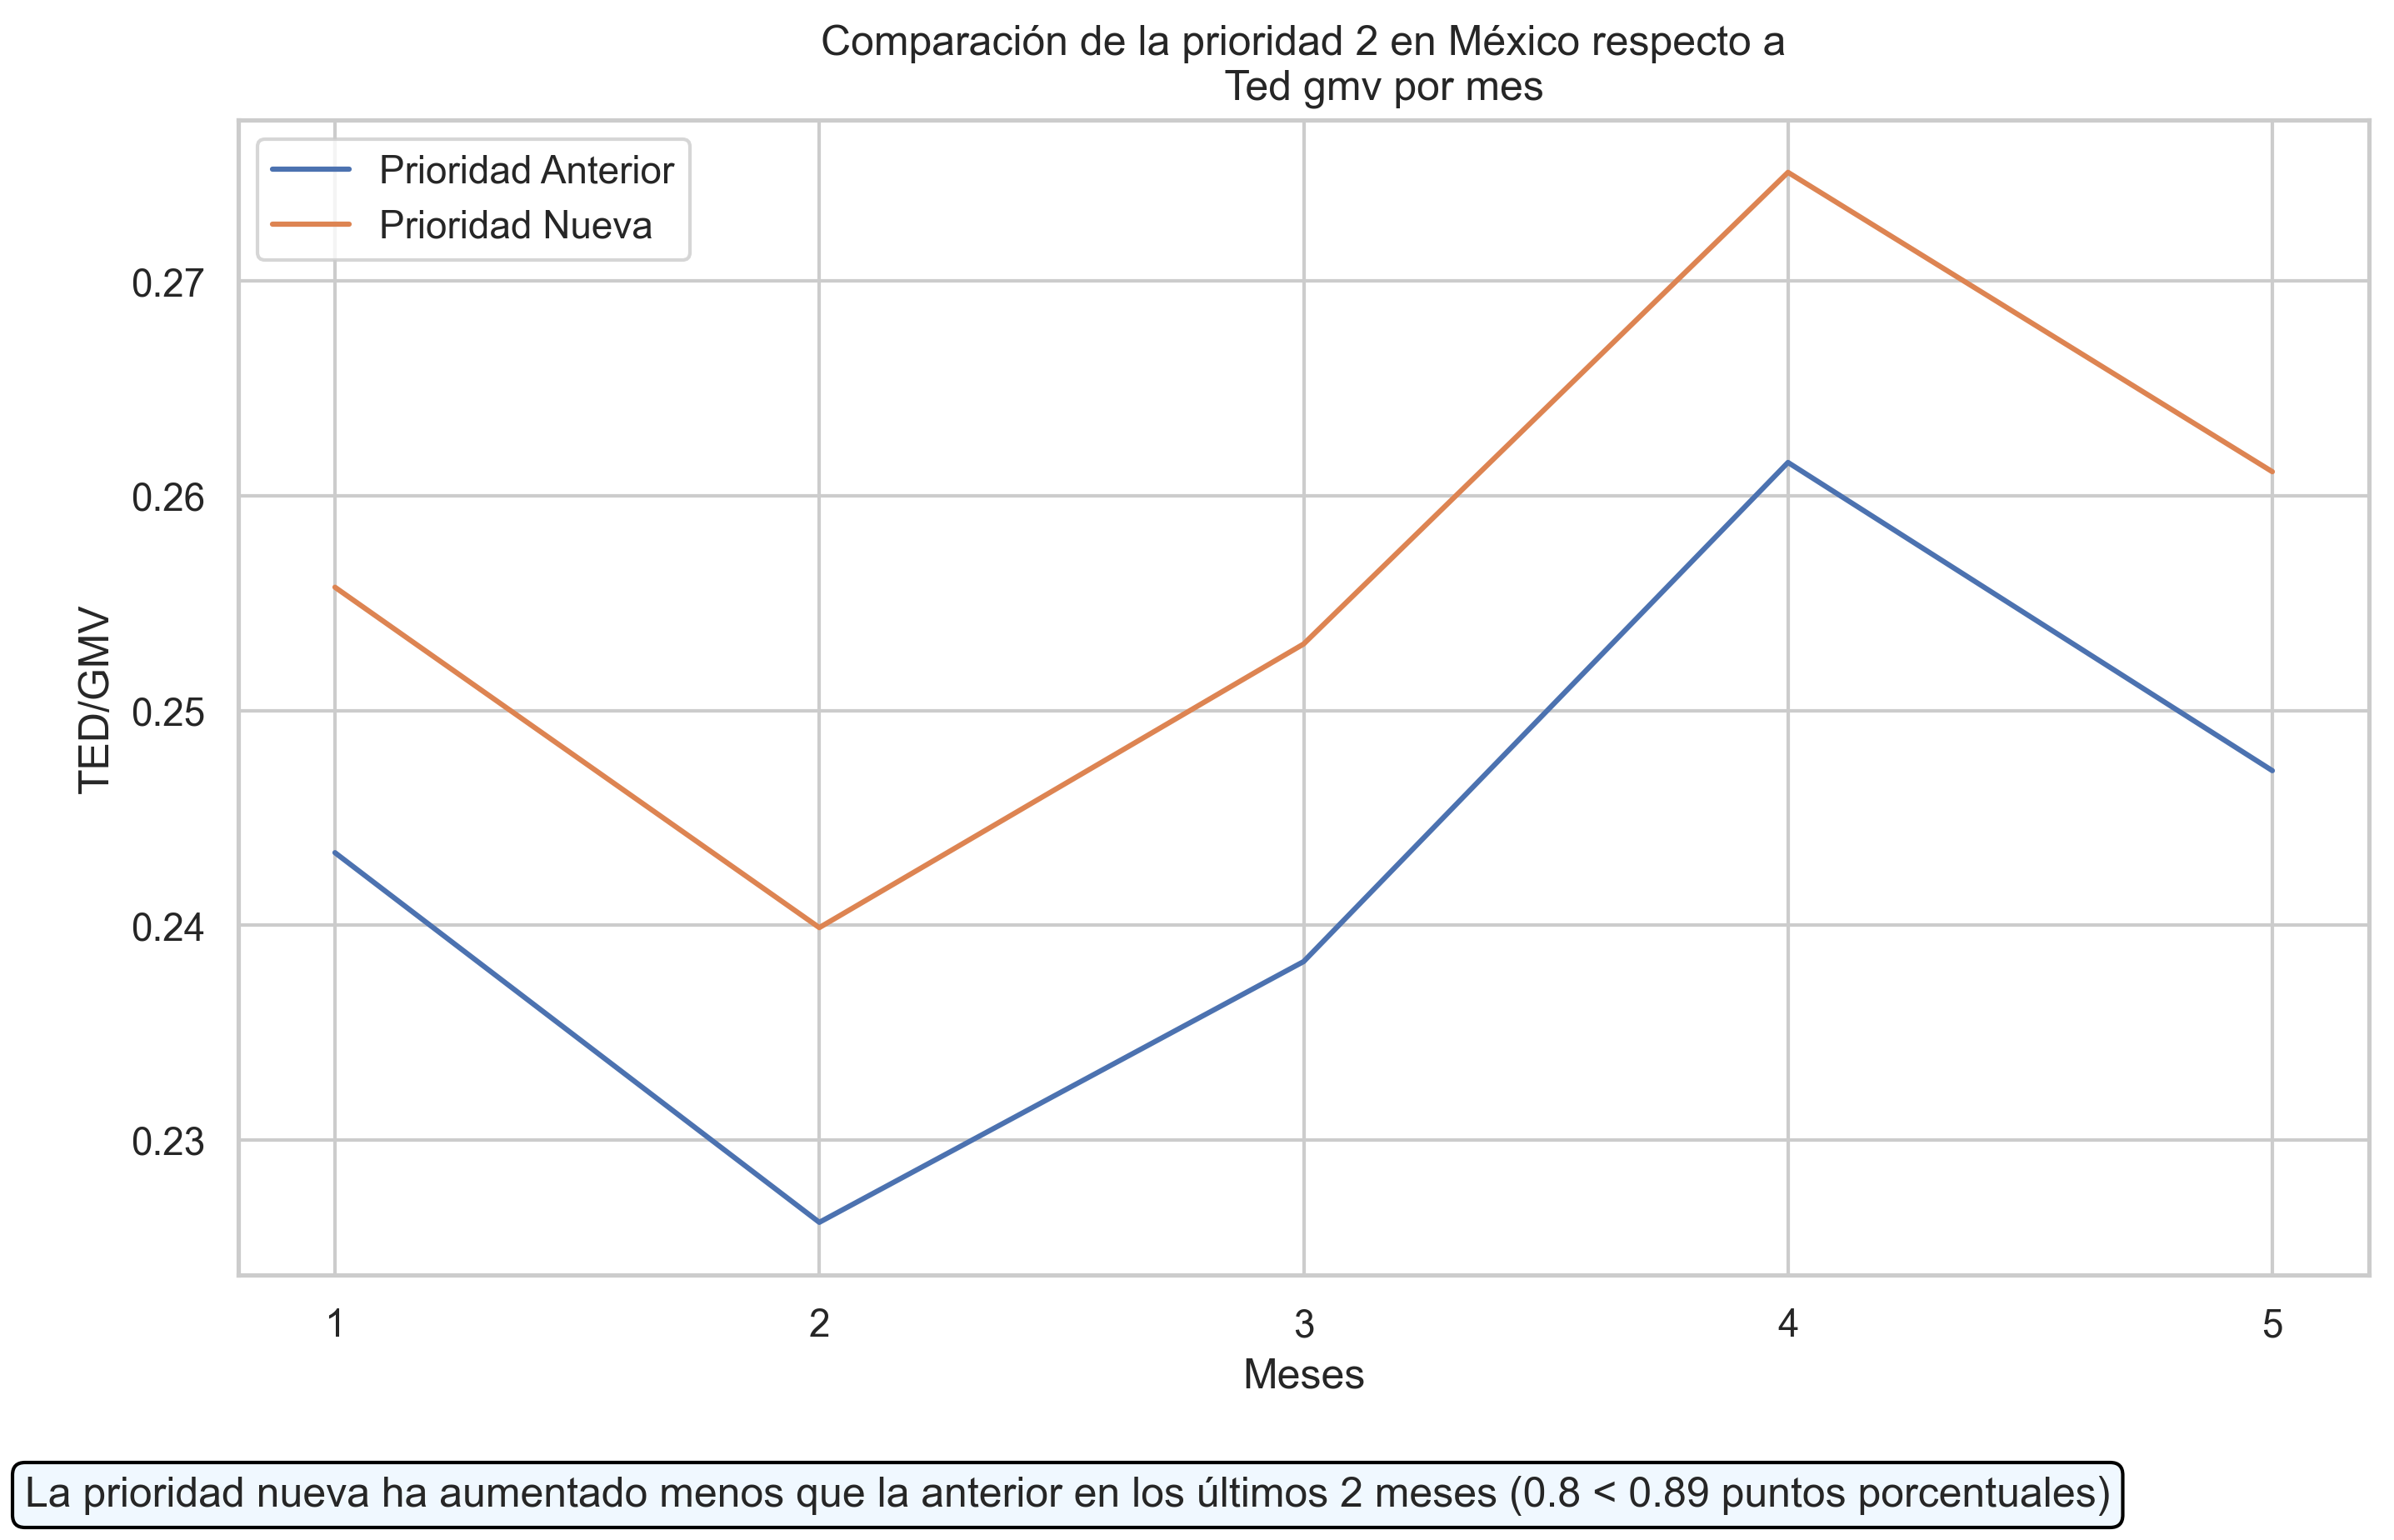 Comparación de la prioridad 2 en México respecto a
Ted gmv por mes
Prioridad Anterior
Prioridad Nueva
0.27
0.26
0.25
0.24
0.23
TED/GMV
1 2 3 4 5
Meses
La prioridad nueva ha aumentado menos que la anterior en los últimos 2 meses (0.8 < 0.89 puntos porcentuales)